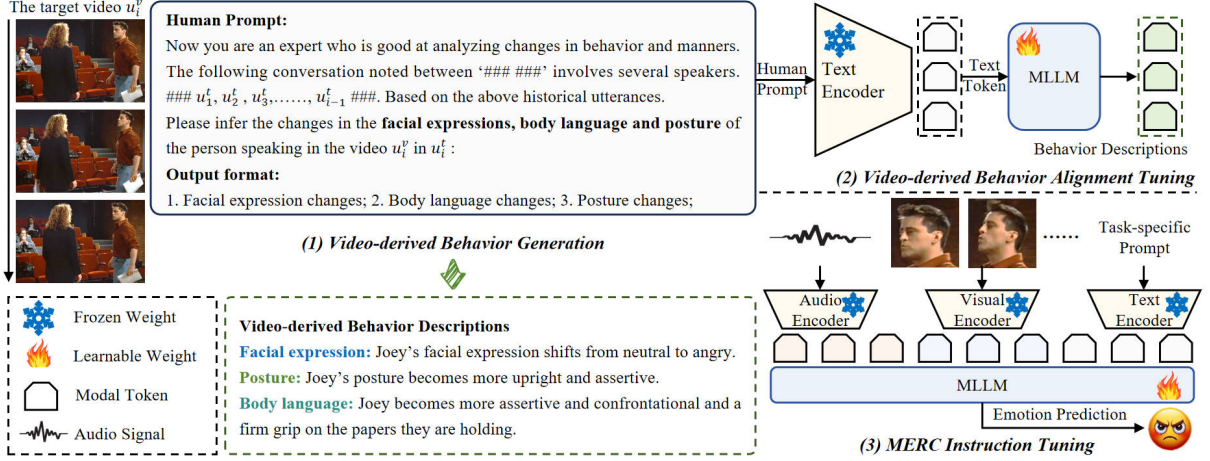 The target video u_i^v
Human Prompt:
Now you are an expert who is good at analyzing changes in behavior and manners.
The following conversation noted between ‘### ###’ involves several speakers.
### u_1^t, u_2^t , u_3^t,......, u_{i−1}^t ###. Based on the above historical utterances.
Please infer the changes in the facial expressions, body language and posture of
the person speaking in the video u_i^v in u_i^t :
Output format:
1. Facial expression changes; 2. Body language changes; 3. Posture changes;
(1) Video-derived Behavior Generation
Human
Prompt
Text
Encoder
Text
Token
MLLM
Behavior Descriptions
(2) Video-derived Behavior Alignment Tuning
Frozen Weight
Learnable Weight
Modal Token
Audio Signal
Video-derived Behavior Descriptions
Facial expression: Joey’s facial expression shifts from neutral to angry.
Posture: Joey’s posture becomes more upright and assertive.
Body language: Joey becomes more assertive and confrontational and a
firm grip on the papers they are holding.
......
Task-specific
Prompt
Audio
Encoder
Visual
Encoder
Text
Encoder
MLLM
Emotion Prediction
(3) MERC Instruction Tuning